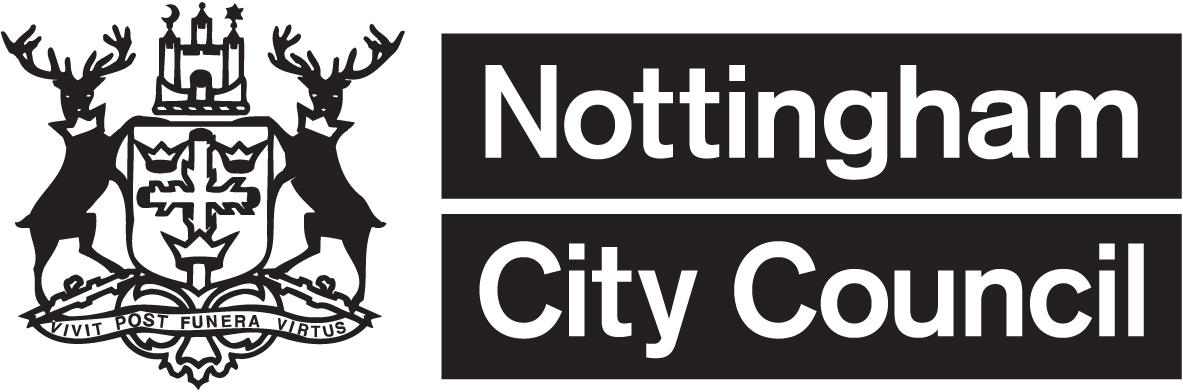 VIVIT POST FUNERA VIRTUS
Nottingham
City Council